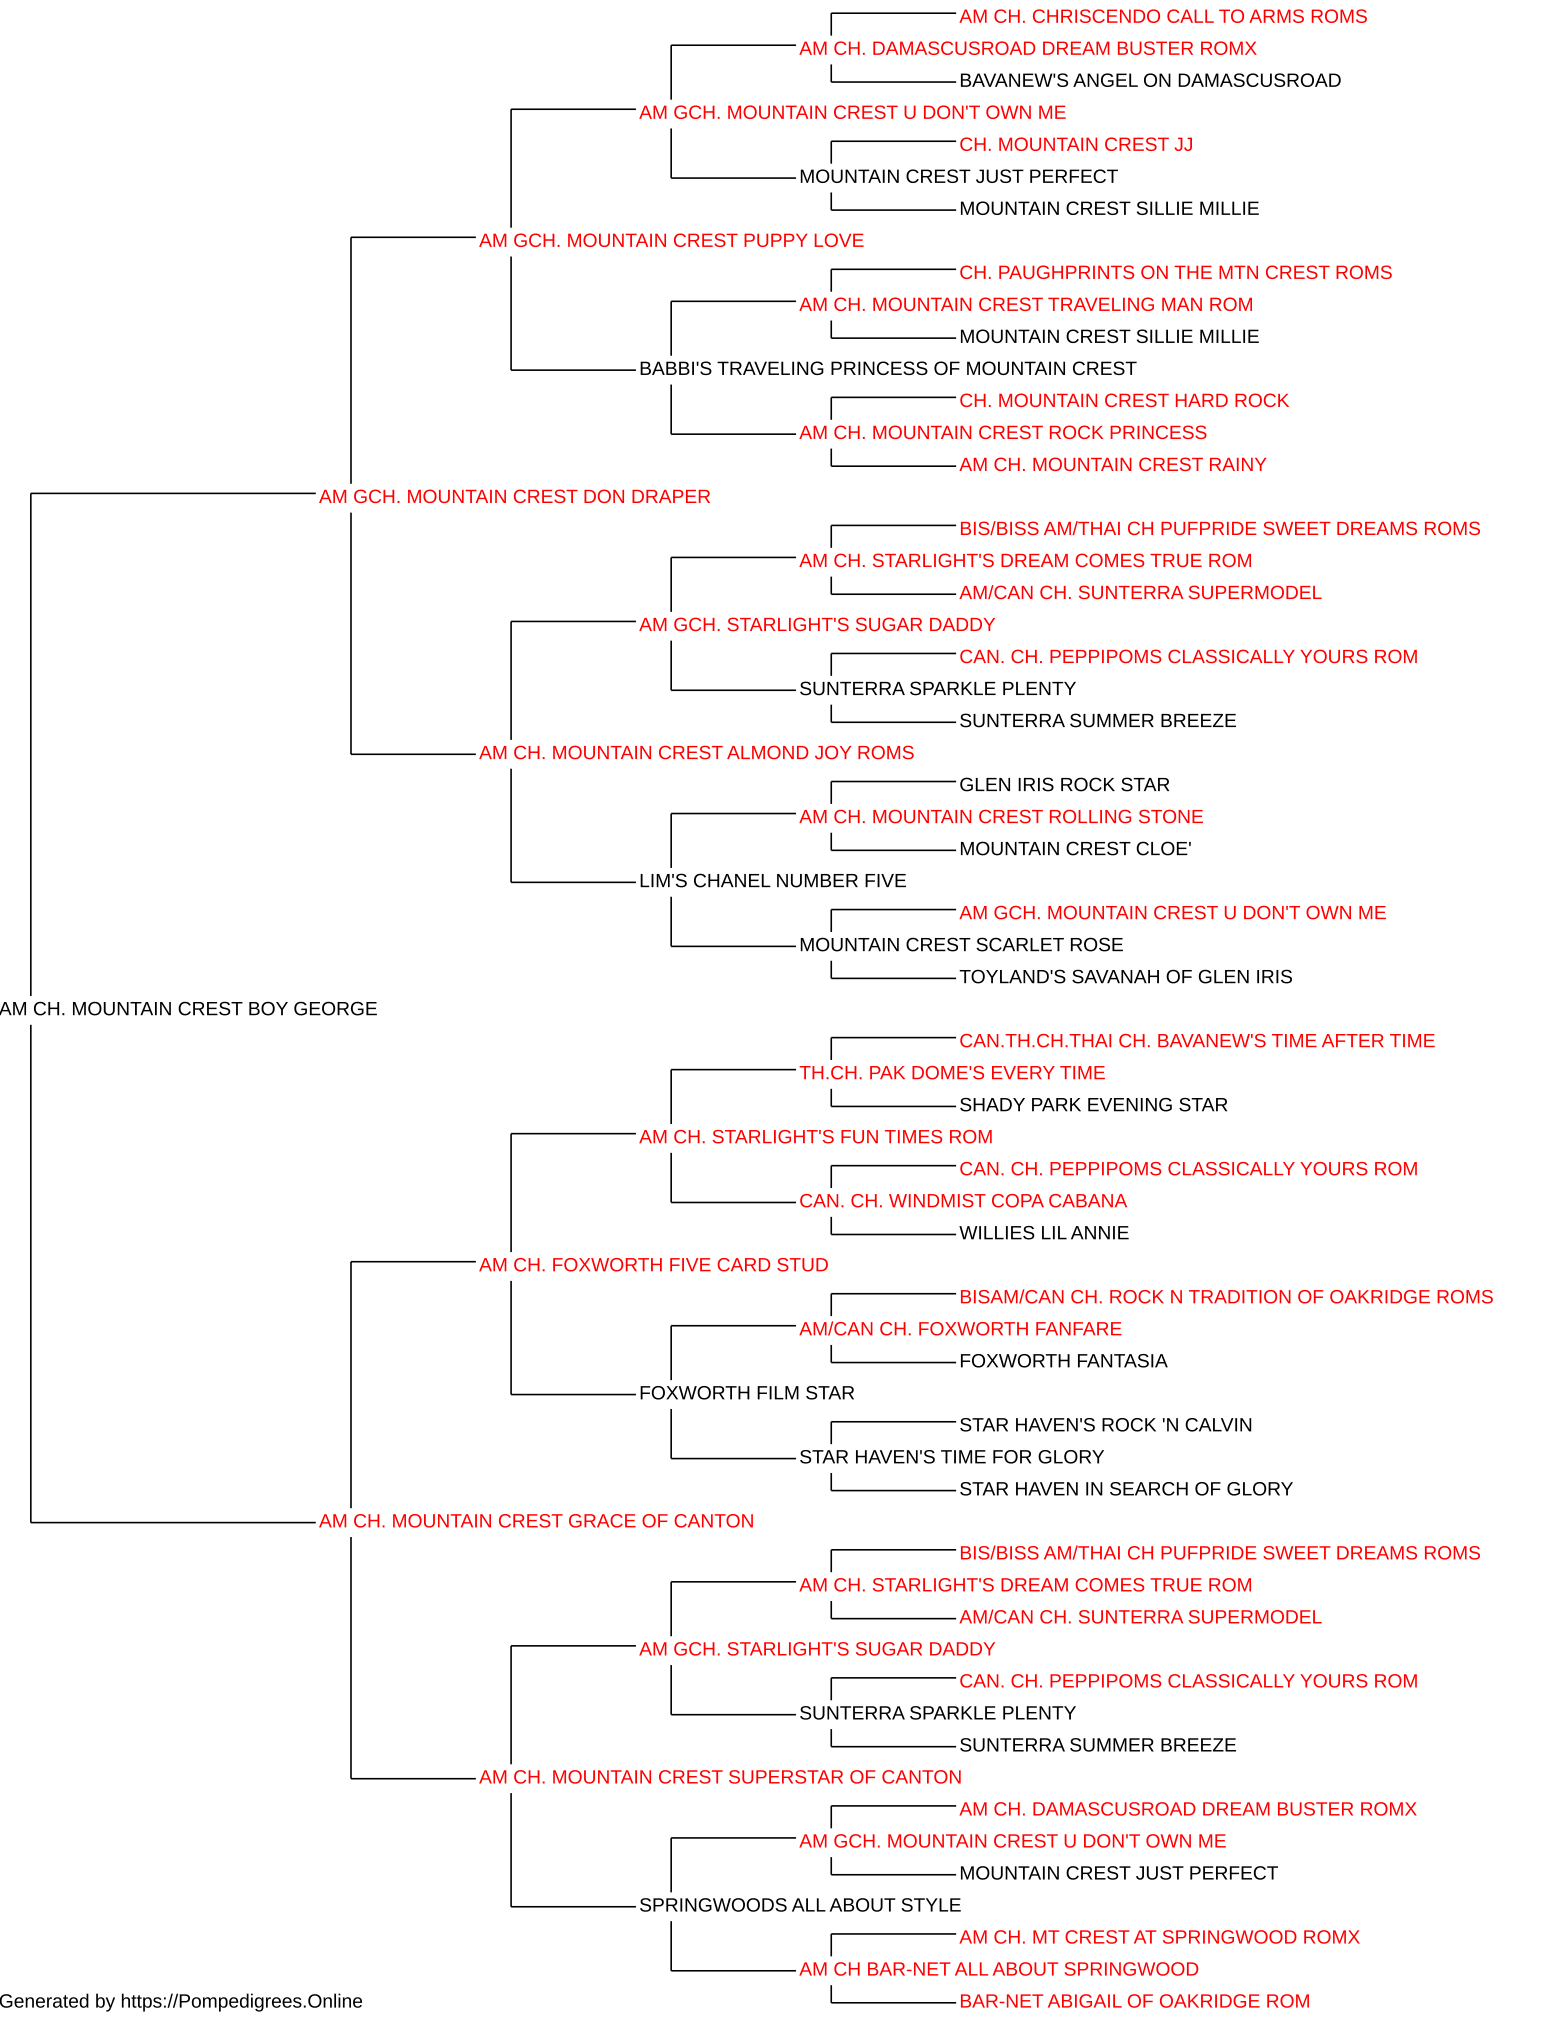 AM CH. CHRISCENDO CALL TO ARMS ROMS
AM CH. DAMASCUSROAD DREAM BUSTER ROMX
BAVANEW'S ANGEL ON DAMASCUSROAD
AM GCH. MOUNTAIN CREST U DON'T OWN ME
CH. MOUNTAIN CREST JJ
MOUNTAIN CREST JUST PERFECT
MOUNTAIN CREST SILLIE MILLIE
AM GCH. MOUNTAIN CREST PUPPY LOVE
CH. PAUGHPRINTS ON THE MTN CREST ROMS
AM CH. MOUNTAIN CREST TRAVELING MAN ROM
MOUNTAIN CREST SILLIE MILLIE
BABBI'S TRAVELING PRINCESS OF MOUNTAIN CREST
CH. MOUNTAIN CREST HARD ROCK
AM CH. MOUNTAIN CREST ROCK PRINCESS
AM CH. MOUNTAIN CREST RAINY
AM GCH. MOUNTAIN CREST DON DRAPER
BIS/BISS AM/THAI CH PUFPRIDE SWEET DREAMS ROMS
AM CH. STARLIGHT'S DREAM COMES TRUE ROM
AM/CAN CH. SUNTERRA SUPERMODEL
AM GCH. STARLIGHT'S SUGAR DADDY
CAN. CH. PEPPIPOMS CLASSICALLY YOURS ROM
SUNTERRA SPARKLE PLENTY
SUNTERRA SUMMER BREEZE
AM CH. MOUNTAIN CREST ALMOND JOY ROMS
GLEN IRIS ROCK STAR
AM CH. MOUNTAIN CREST ROLLING STONE
MOUNTAIN CREST CLOE'
LIM'S CHANEL NUMBER FIVE
AM GCH. MOUNTAIN CREST U DON'T OWN ME
MOUNTAIN CREST SCARLET ROSE
TOYLAND'S SAVANAH OF GLEN IRIS
AM CH. MOUNTAIN CREST BOY GEORGE
CAN.TH.CH.THAI CH. BAVANEW'S TIME AFTER TIME
TH.CH. PAK DOME'S EVERY TIME
SHADY PARK EVENING STAR
AM CH. STARLIGHT'S FUN TIMES ROM
CAN. CH. PEPPIPOMS CLASSICALLY YOURS ROM
CAN. CH. WINDMIST COPA CABANA
WILLIES LIL ANNIE
AM CH. FOXWORTH FIVE CARD STUD
BISAM/CAN CH. ROCK N TRADITION OF OAKRIDGE ROMS
AM/CAN CH. FOXWORTH FANFARE
FOXWORTH FANTASIA
FOXWORTH FILM STAR
STAR HAVEN'S ROCK 'N CALVIN
STAR HAVEN'S TIME FOR GLORY
STAR HAVEN IN SEARCH OF GLORY
AM CH. MOUNTAIN CREST GRACE OF CANTON
BIS/BISS AM/THAI CH PUFPRIDE SWEET DREAMS ROMS
AM CH. STARLIGHT'S DREAM COMES TRUE ROM
AM/CAN CH. SUNTERRA SUPERMODEL
AM GCH. STARLIGHT'S SUGAR DADDY
CAN. CH. PEPPIPOMS CLASSICALLY YOURS ROM
SUNTERRA SPARKLE PLENTY
SUNTERRA SUMMER BREEZE
AM CH. MOUNTAIN CREST SUPERSTAR OF CANTON
AM CH. DAMASCUSROAD DREAM BUSTER ROMX
AM GCH. MOUNTAIN CREST U DON'T OWN ME
MOUNTAIN CREST JUST PERFECT
SPRINGWOODS ALL ABOUT STYLE
AM CH. MT CREST AT SPRINGWOOD ROMX
AM CH BAR-NET ALL ABOUT SPRINGWOOD
BAR-NET ABIGAIL OF OAKRIDGE ROM
Generated by https://Pompedigrees.Online